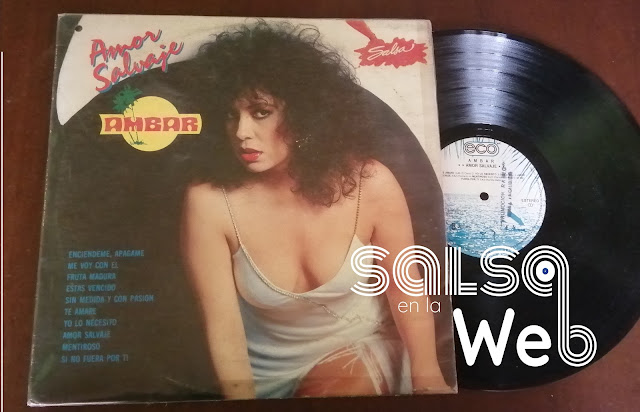 Amor
Salvaje
AMBAR
Salsa
ENCIENDEME, APAGAME
ME VOY CON EL
FRUTA MADURA
ESTAS VENCIDO
SIN MEDIDA Y CON PASION
TE AMARE
YO LO NECESITO
AMOR SALVAJE
MENTIROSO
SI NO FUERA POR TI
eco
AMBAR
AMOR SALVAJE
ESTEREO
SALSA
en la
Web